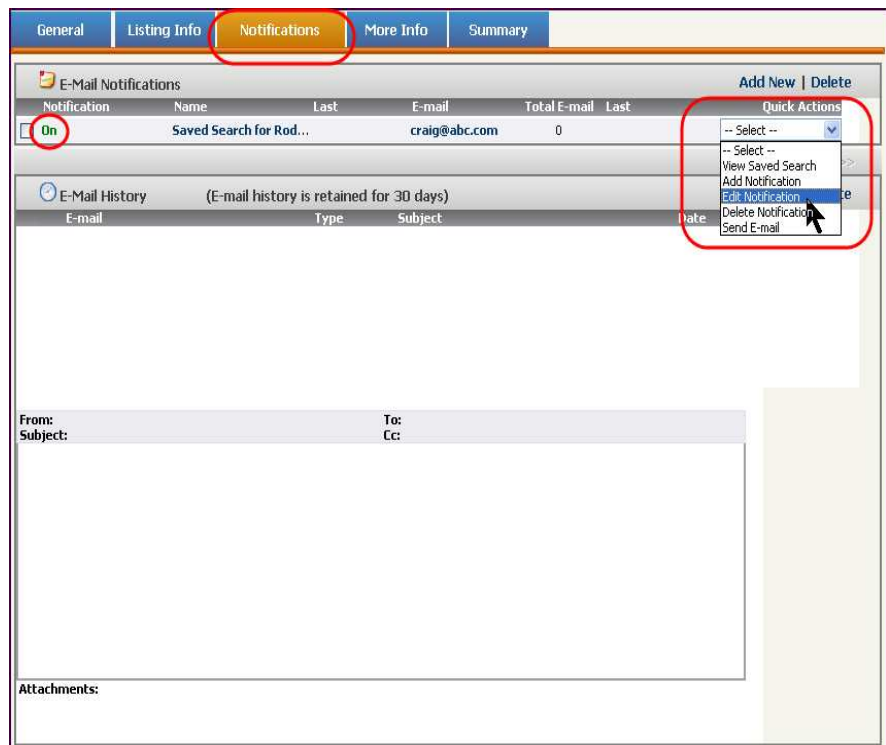 General Listing Info Notifications More Info Summary
E-Mail Notifications Add New | Delete
Notification Name Last E-mail Total E-mail Last Quick Actions
On Saved Search for Rod... craig@abc.com 0 -- Select --
-- Select --
View Saved Search >>
Add Notification
E-Mail History (E-mail history is retained for 30 days) Edit Notification
Delete Notification
E-mail Type Subject Date Send E-mail
From: To:
Subject: Cc:
Attachments: